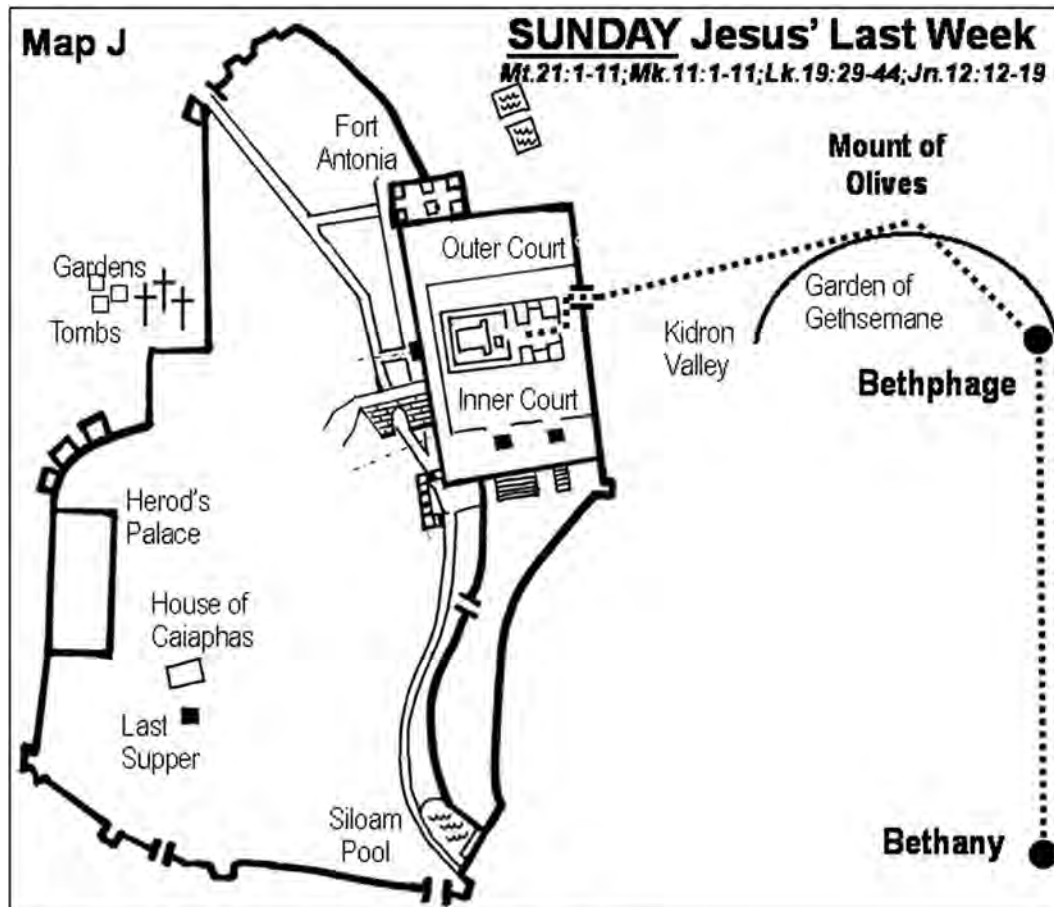 Map J
SUNDAY Jesus' Last Week
Mt.21:1-11;Mk.11:1-11;Lk.19:29-44;Jn.12:12-19
Fort
Antonia
Mount of
Olives
Outer Court
Gardens
Tombs
Garden of
Gethsemane
Kidron
Valley
Bethphage
Inner Court
Herod's
Palace
House of
Caiaphas
Last
Supper
Siloam
Pool
Bethany